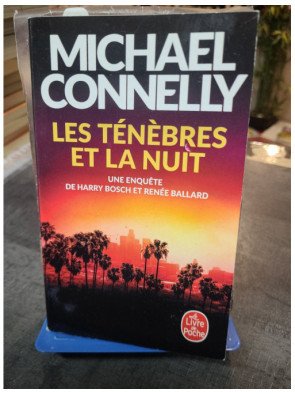 MICHAEL
CONNELLY
LES TÉNÈBRES
ET LA NUIT
UNE ENQUÊTE
DE HARRY BOSCH ET RENÉE BALLARD
Le
Livre
de
Poche